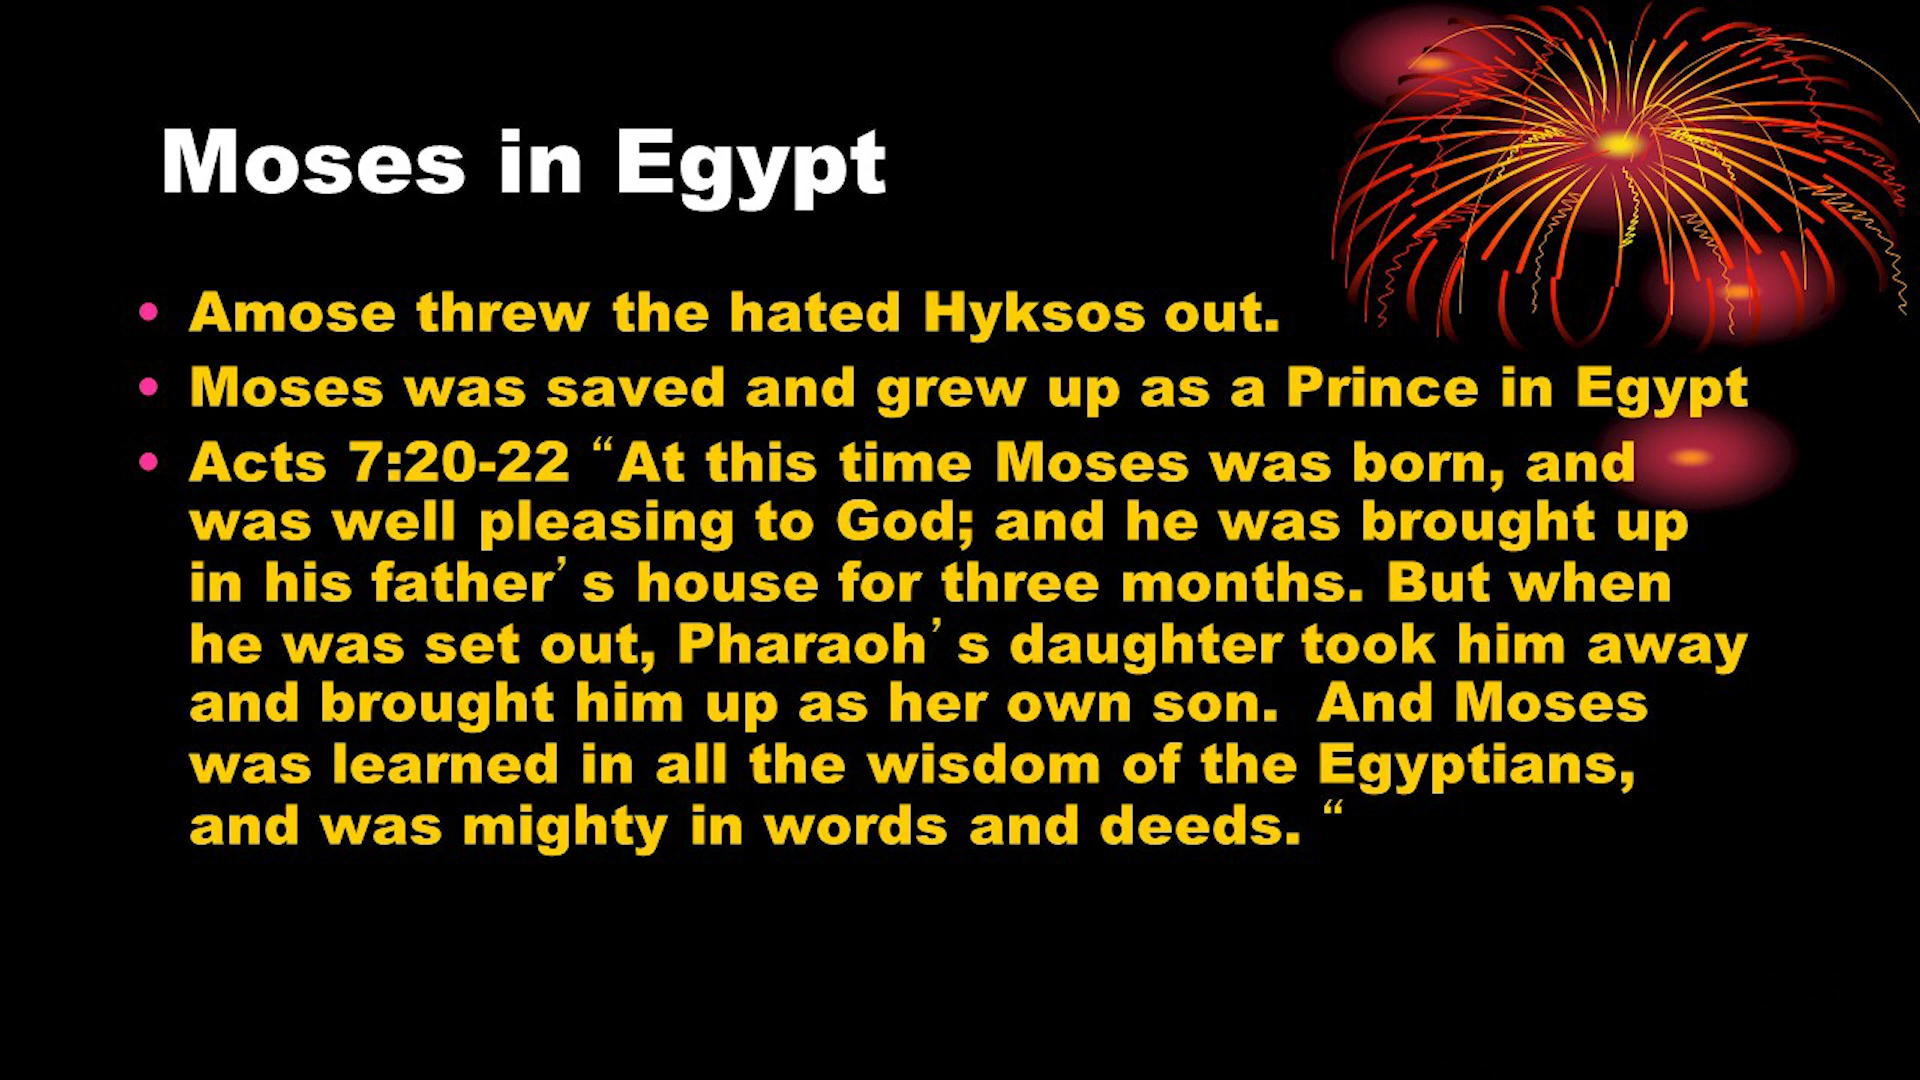 Moses in Egypt
• Amose threw the hated Hyksos out.
• Moses was saved and grew up as a Prince in Egypt
• Acts 7:20-22 “At this time Moses was born, and
was well pleasing to God; and he was brought up
in his father’s house for three months. But when
he was set out, Pharaoh’s daughter took him away
and brought him up as her own son.  And Moses
was learned in all the wisdom of the Egyptians,
and was mighty in words and deeds. “